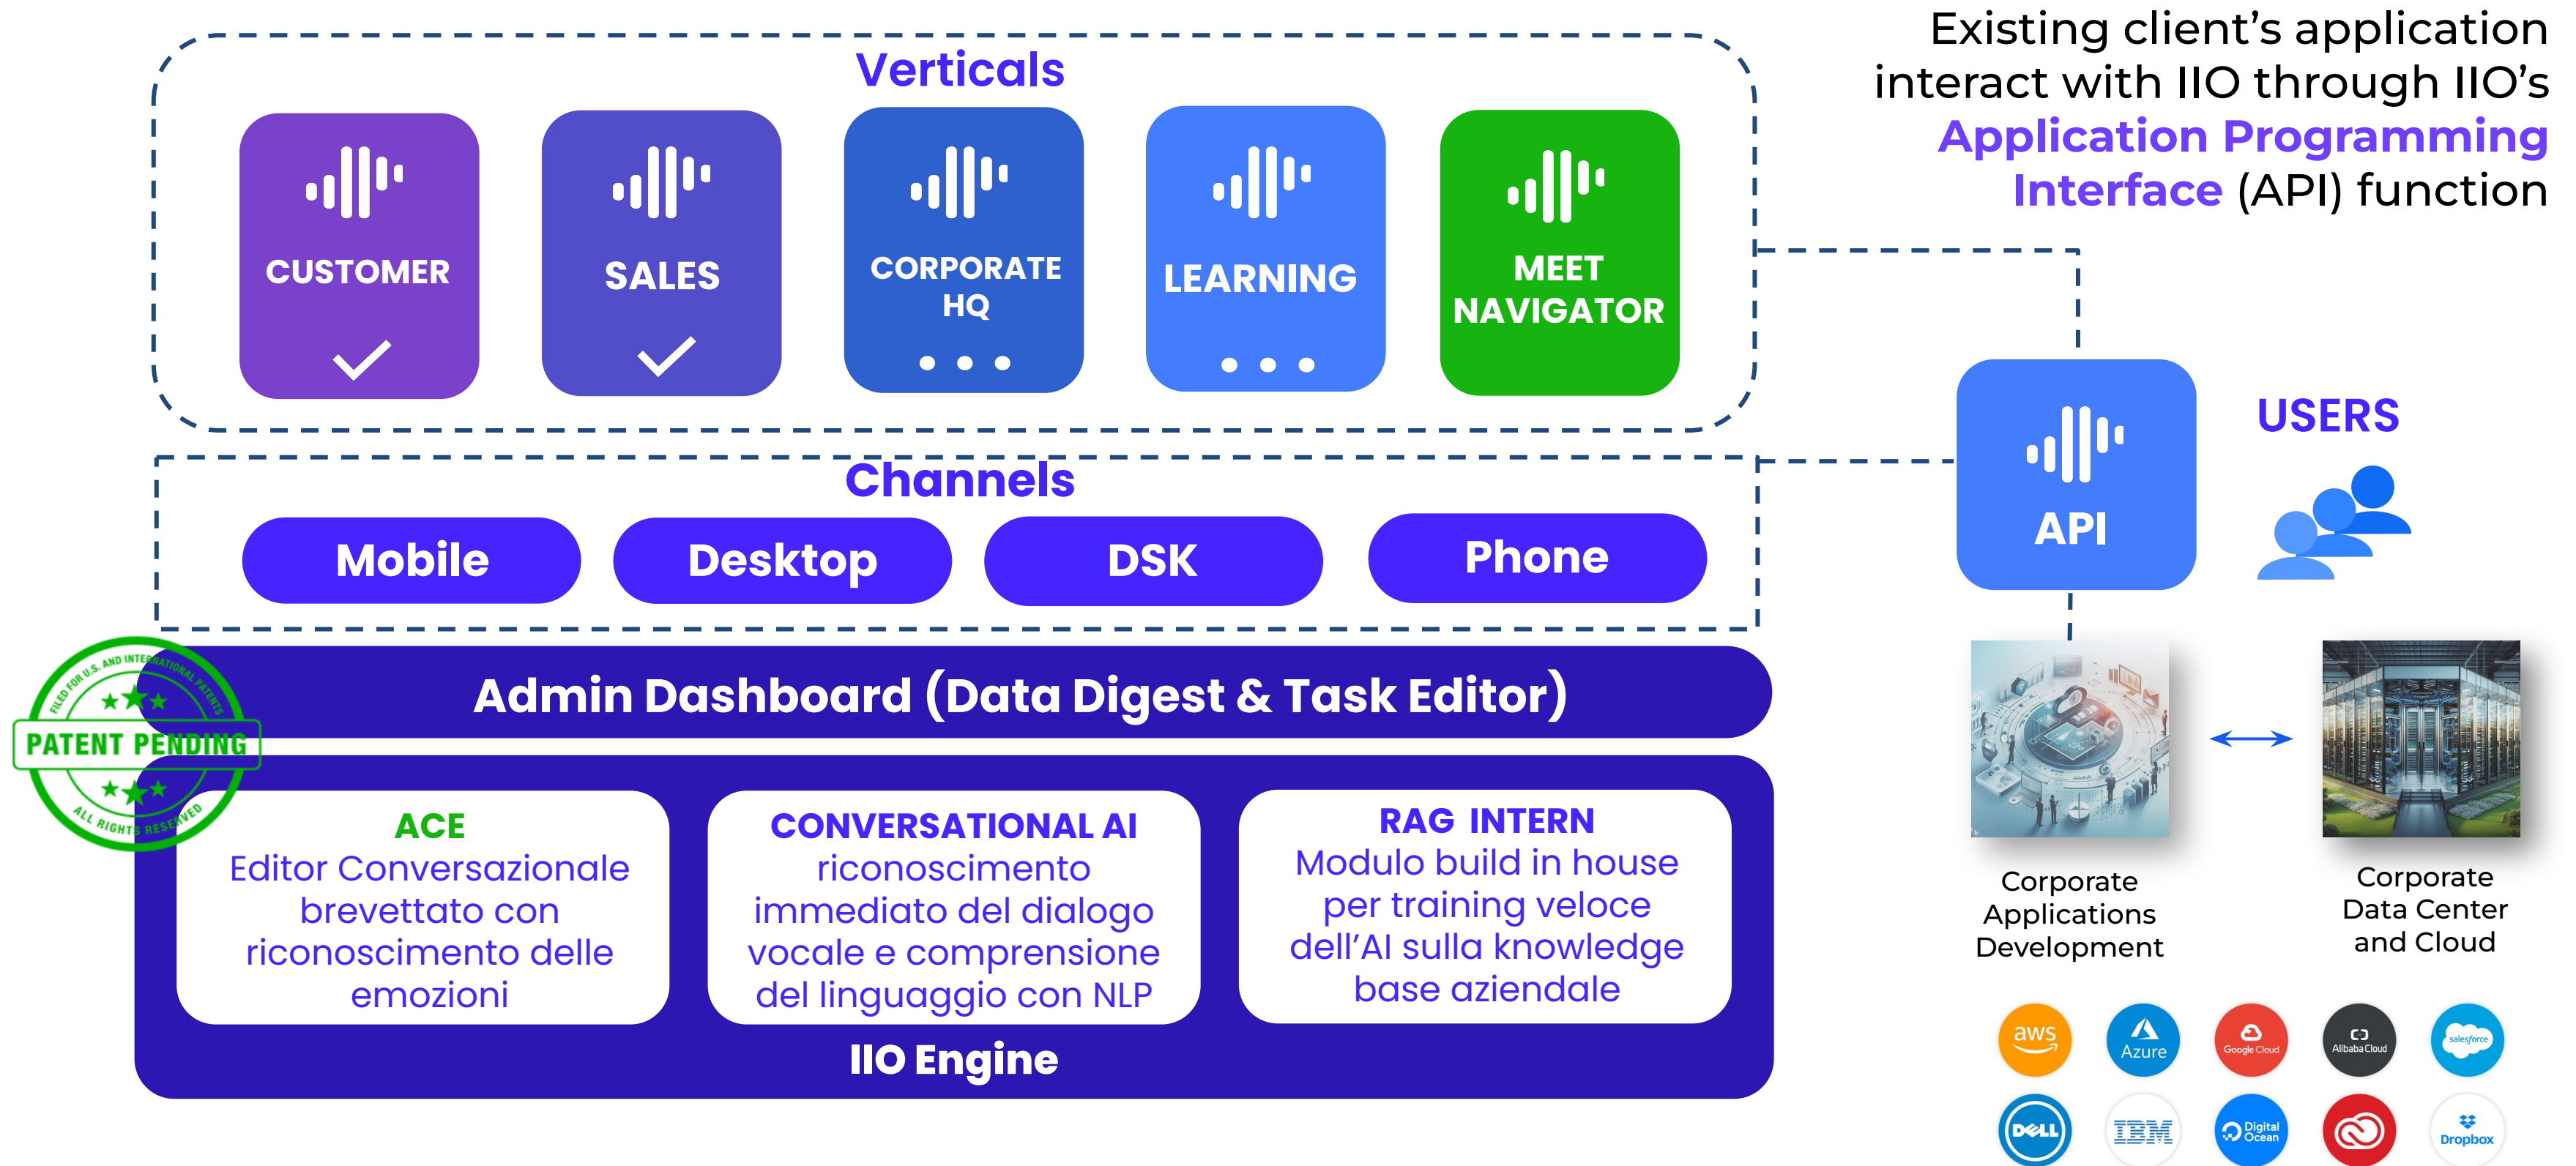 Existing client's application
interact with IIO through IIO's
Application Programming
Interface (API) function
Verticals
CUSTOMER
SALES
CORPORATE
HQ
LEARNING
MEET
NAVIGATOR
Channels
Mobile
Desktop
DSK
Phone
API
USERS
FILED FOR U.S. AND INTERNATIONAL PATENTS
PATENT PENDING
ALL RIGHTS RESERVED
Admin Dashboard (Data Digest & Task Editor)
ACE
Editor Conversazionale
brevettato con
riconoscimento delle
emozioni
CONVERSATIONAL AI
riconoscimento
immediato del dialogo
vocale e comprensione
del linguaggio con NLP
RAG INTERN
Modulo build in house
per training veloce
dell'AI sulla knowledge
base aziendale
IIO Engine
Corporate
Applications
Development
Corporate
Data Center
and Cloud
aws
Azure
Google Cloud
Alibaba Cloud
salesforce
DELL
IBM
Digital
Ocean
Dropbox